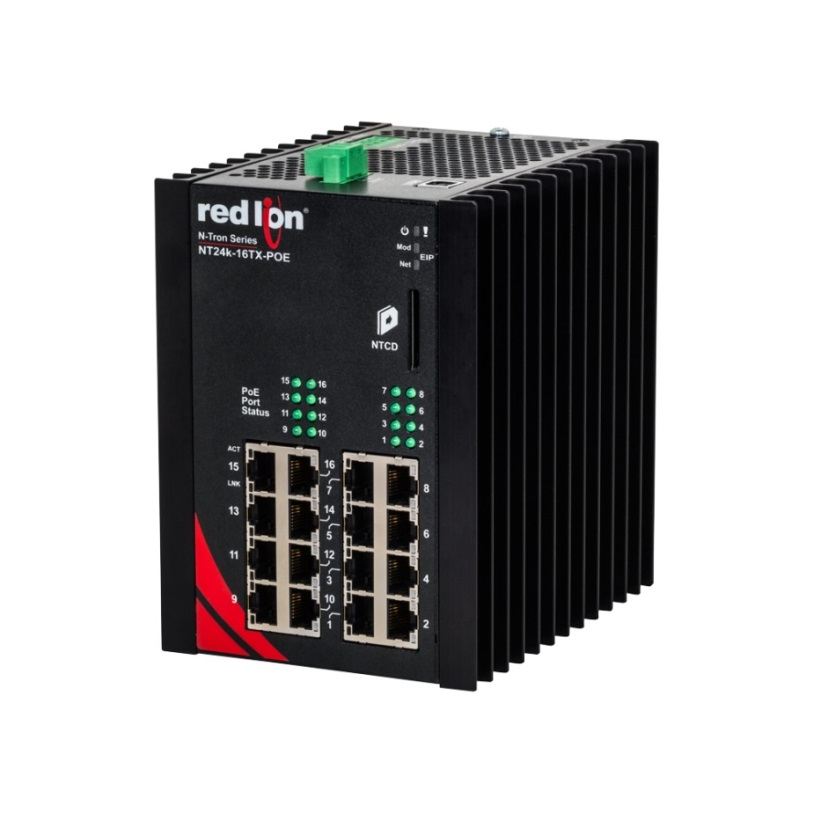 red lion®
N-Tron Series
NT24k-16TX-POE
Mod
Net
EIP
NTCD
PoE
Port
Status
15 16
13 14
11 12
9 10
7 8
5 6
3 4
1 2
ACT
15
LNK
13
11
9
16
7
14
5
12
3
10
1
8
6
4
2